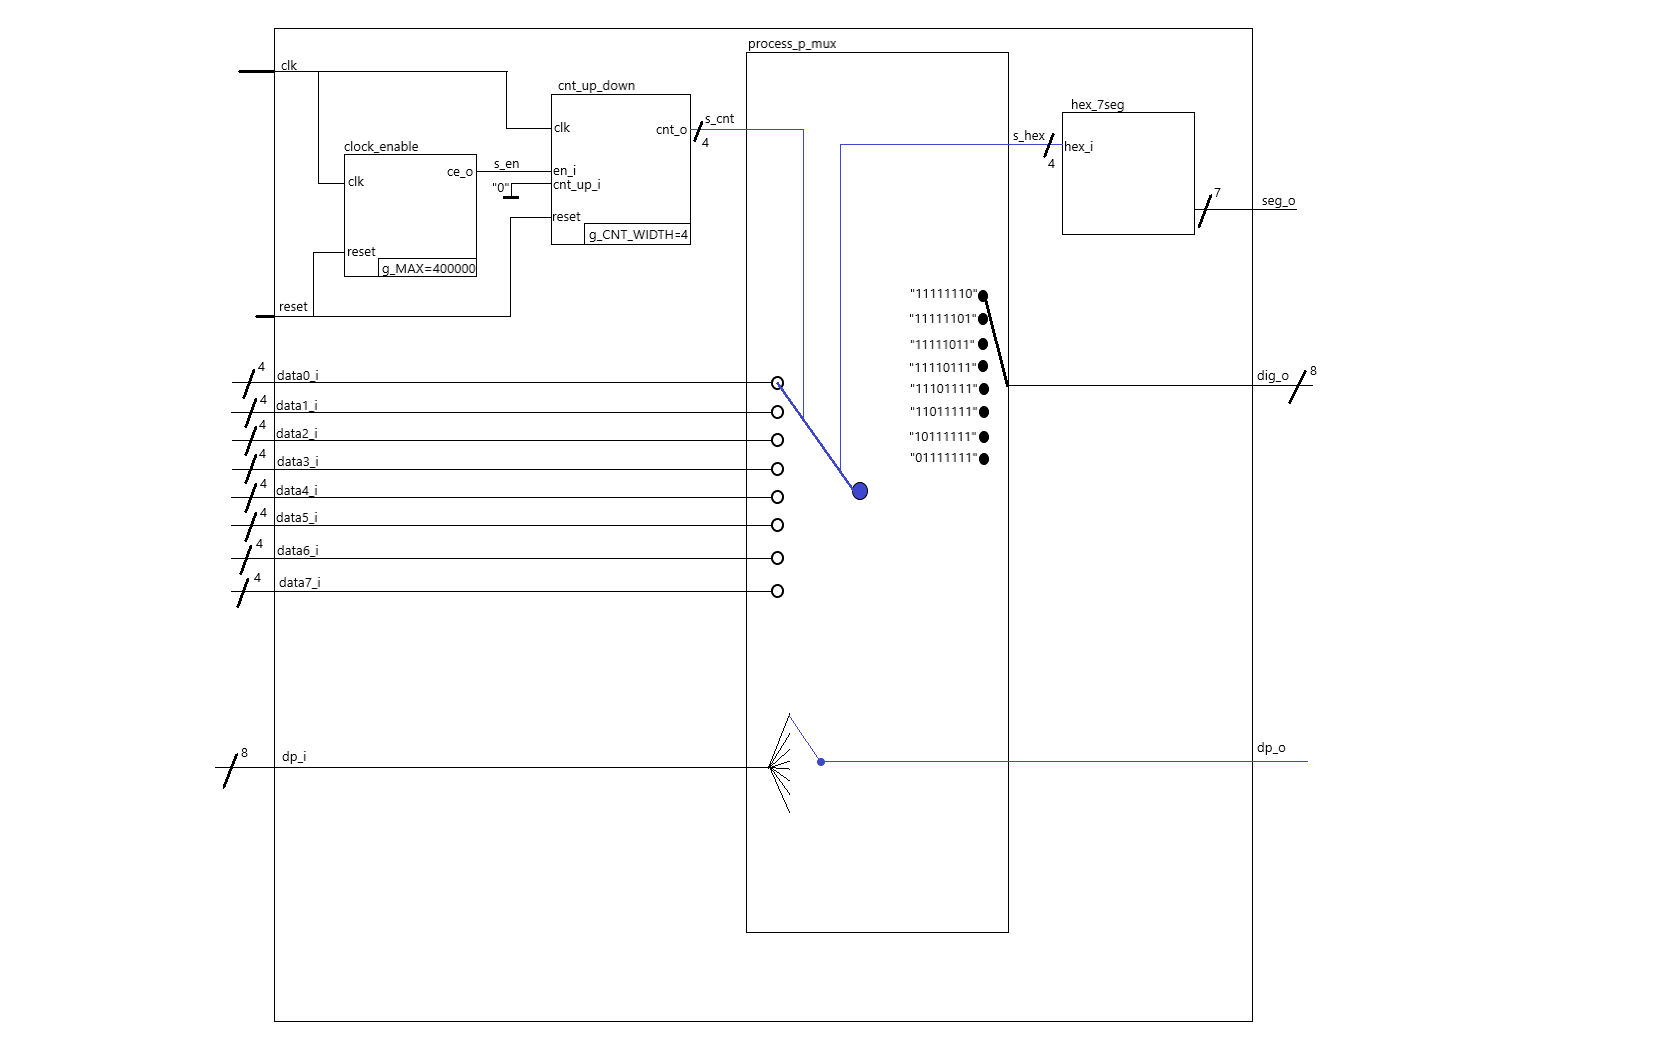 process_p_mux
clk
cnt_up_down
hex_7seg
s_cnt
clk
cnt_o
4
s_hex
hex_i
4
clock_enable
s_en
ce_o
en_i
clk
"0"
cnt_up_i
7
seg_o
reset
g_CNT_WIDTH=4
reset
g_MAX=400000
reset
"11111110"
"11111101"
"11111011"
"11110111"
"11101111"
"11011111"
"10111111"
"01111111"
dig_o
8
4
data0_i
4
data1_i
4
data2_i
4
data3_i
4
data4_i
4
data5_i
4
data6_i
4
data7_i
8
dp_i
dp_o